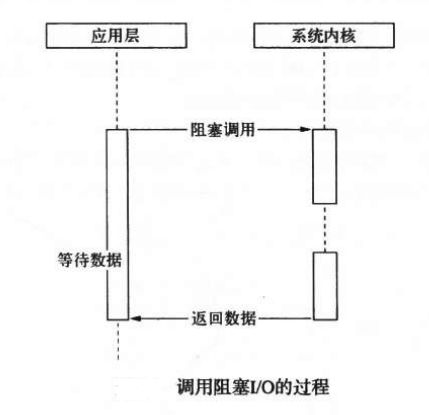 应用层
系统内核
阻塞调用
等待数据
返回数据
调用阻塞I/O的过程